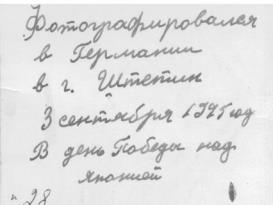 Фотографировался
в Германии
в г. Штетин
3 сентября 1945 год
В день Победы над
японией
28